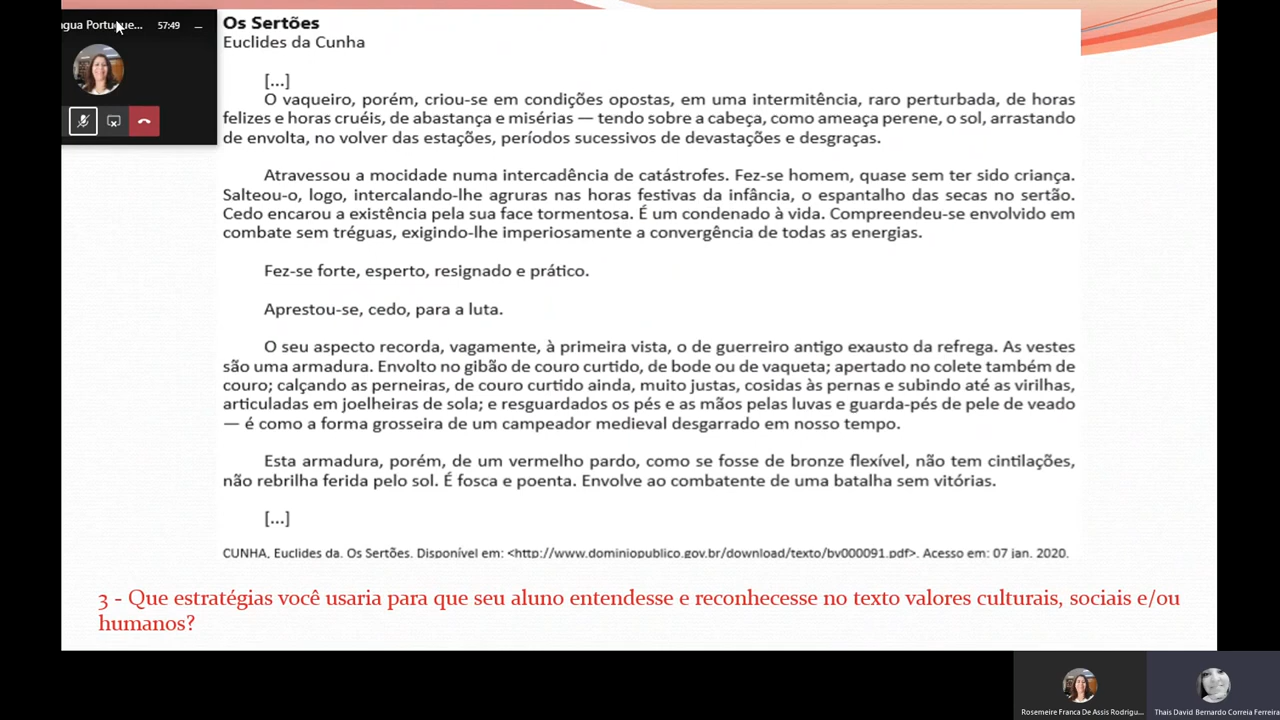 gua Portugue...
57:49
Os Sertões
Euclides da Cunha
[...]
O vaqueiro, porém, criou-se em condições opostas, em uma intermitência, raro perturbada, de horas
felizes e horas cruéis, de abastança e misérias — tendo sobre a cabeça, como ameaça perene, o sol, arrastando
de envolta, no volver das estações, períodos sucessivos de devastações e desgraças.
Atravessou a mocidade numa intercadência de catástrofes. Fez-se homem, quase sem ter sido criança.
Salteou-o, logo, intercalando-lhe agruras nas horas festivas da infância, o espantalho das secas no sertão.
Cedo encarou a existência pela sua face tormentosa. É um condenado à vida. Compreendeu-se envolvido em
combate sem tréguas, exigindo-lhe imperiosamente a convergência de todas as energias.
Fez-se forte, esperto, resignado e prático.
Aprestou-se, cedo, para a luta.
O seu aspecto recorda, vagamente, à primeira vista, o de guerreiro antigo exausto da refrega. As vestes
são uma armadura. Envolto no gibão de couro curtido, de bode ou de vaqueta; apertado no colete também de
couro; calçando as perneiras, de couro curtido ainda, muito justas, cosidas às pernas e subindo até as virilhas,
articuladas em joelheiras de sola; e resguardados os pés e as mãos pelas luvas e guarda-pés de pele de veado
— é como a forma grosseira de um campeador medieval desgarrado em nosso tempo.
Esta armadura, porém, de um vermelho pardo, como se fosse de bronze flexível, não tem cintilações,
não rebrilha ferida pelo sol. É fosca e poenta. Envolve ao combatente de uma batalha sem vitórias.
[...]
CUNHA, Euclides da. Os Sertões. Disponível em: <http://www.dominiopublico.gov.br/download/texto/bv000091.pdf>. Acesso em: 07 jan. 2020.
3 - Que estratégias você usaria para que seu aluno entendesse e reconhecesse no texto valores culturais, sociais e/ou
humanos?
Rosemeire Franca De Assis Rodrigu...
Thais David Bernardo Correia Ferreira